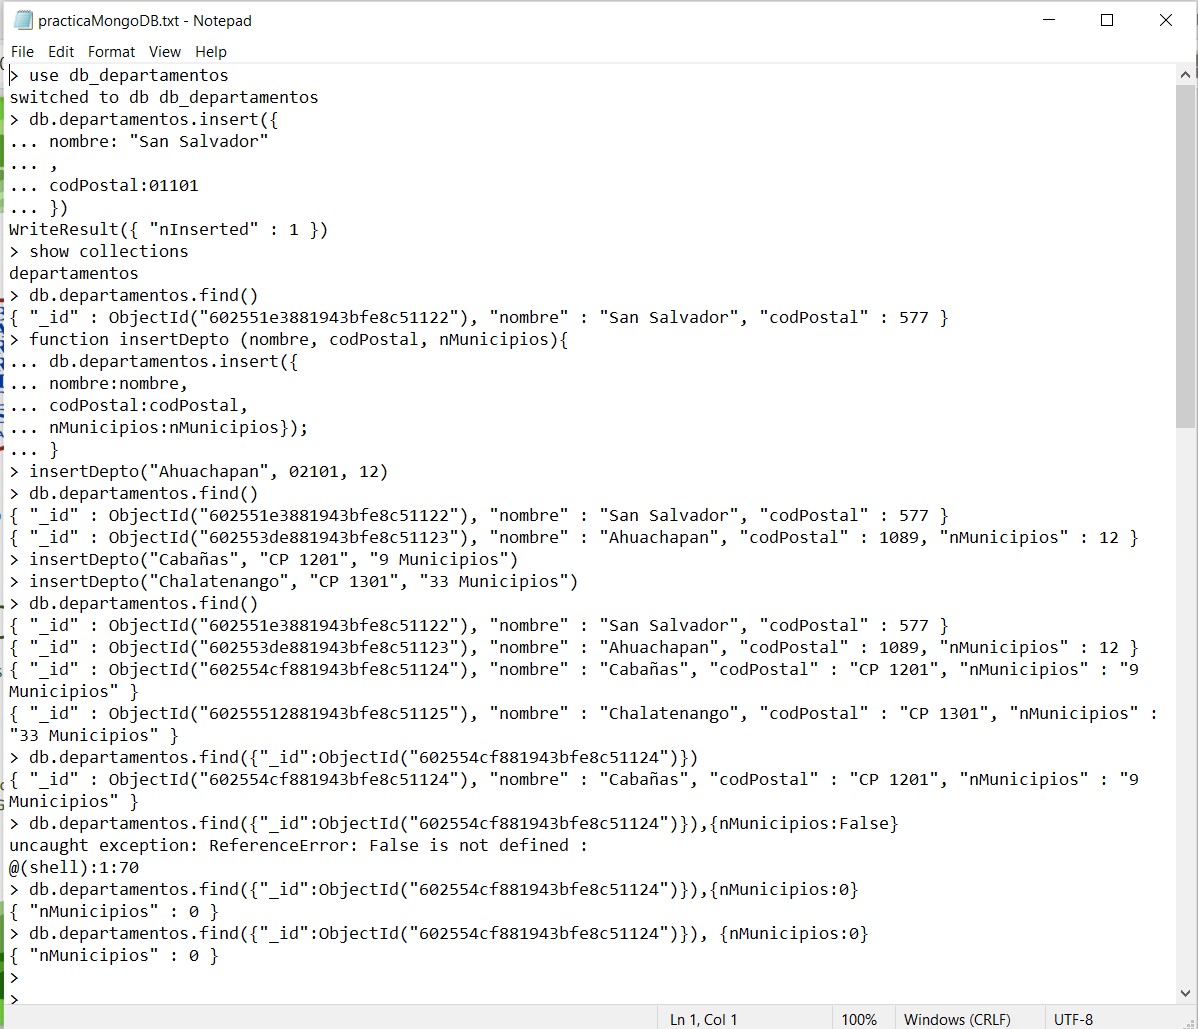 practicaMongoDB.txt - Notepad
File Edit Format View Help
> use db_departamentos
switched to db db_departamentos
> db.departamentos.insert({
... nombre: "San Salvador"
... ,
... codPostal:01101
... })
WriteResult({ "nInserted" : 1 })
> show collections
departamentos
> db.departamentos.find()
{ "_id" : ObjectId("602551e3881943bfe8c51122"), "nombre" : "San Salvador", "codPostal" : 577 }
> function insertDepto (nombre, codPostal, nMunicipios){
... db.departamentos.insert({
... nombre:nombre,
... codPostal:codPostal,
... nMunicipios:nMunicipios});
... }
> insertDepto("Ahuachapan", 02101, 12)
> db.departamentos.find()
{ "_id" : ObjectId("602551e3881943bfe8c51122"), "nombre" : "San Salvador", "codPostal" : 577 }
{ "_id" : ObjectId("602553de881943bfe8c51123"), "nombre" : "Ahuachapan", "codPostal" : 1089, "nMunicipios" : 12 }
> insertDepto("Cabañas", "CP 1201", "9 Municipios")
> insertDepto("Chalatenango", "CP 1301", "33 Municipios")
> db.departamentos.find()
{ "_id" : ObjectId("602551e3881943bfe8c51122"), "nombre" : "San Salvador", "codPostal" : 577 }
{ "_id" : ObjectId("602553de881943bfe8c51123"), "nombre" : "Ahuachapan", "codPostal" : 1089, "nMunicipios" : 12 }
{ "_id" : ObjectId("602554cf881943bfe8c51124"), "nombre" : "Cabañas", "codPostal" : "CP 1201", "nMunicipios" : "9
Municipios" }
{ "_id" : ObjectId("60255512881943bfe8c51125"), "nombre" : "Chalatenango", "codPostal" : "CP 1301", "nMunicipios" :
"33 Municipios" }
> db.departamentos.find({"_id":ObjectId("602554cf881943bfe8c51124")})
{ "_id" : ObjectId("602554cf881943bfe8c51124"), "nombre" : "Cabañas", "codPostal" : "CP 1201", "nMunicipios" : "9
Municipios" }
> db.departamentos.find({"_id":ObjectId("602554cf881943bfe8c51124")}),{nMunicipios:False}
uncaught exception: ReferenceError: False is not defined :
@(shell):1:70
> db.departamentos.find({"_id":ObjectId("602554cf881943bfe8c51124")}),{nMunicipios:0}
{ "nMunicipios" : 0 }
> db.departamentos.find({"_id":ObjectId("602554cf881943bfe8c51124")}), {nMunicipios:0}
{ "nMunicipios" : 0 }
>
>
Ln 1, Col 1 100% Windows (CRLF) UTF-8